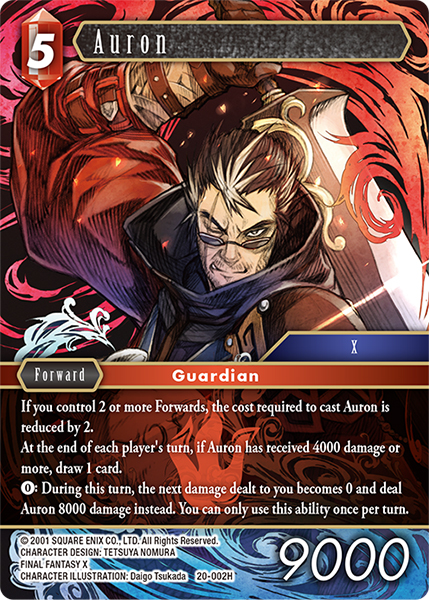 5
Auron
X
Forward
Guardian
If you control 2 or more Forwards, the cost required to cast Auron is
reduced by 2.
At the end of each player's turn, if Auron has received 4000 damage or
more, draw 1 card.
0: During this turn, the next damage dealt to you becomes 0 and deal
Auron 8000 damage instead. You can only use this ability once per turn.
© 2001 SQUARE ENIX CO., LTD. All Rights Reserved.
CHARACTER DESIGN: TETSUYA NOMURA
FINAL FANTASY X
CHARACTER ILLUSTRATION: Daigo Tsukada 20-002H
9000